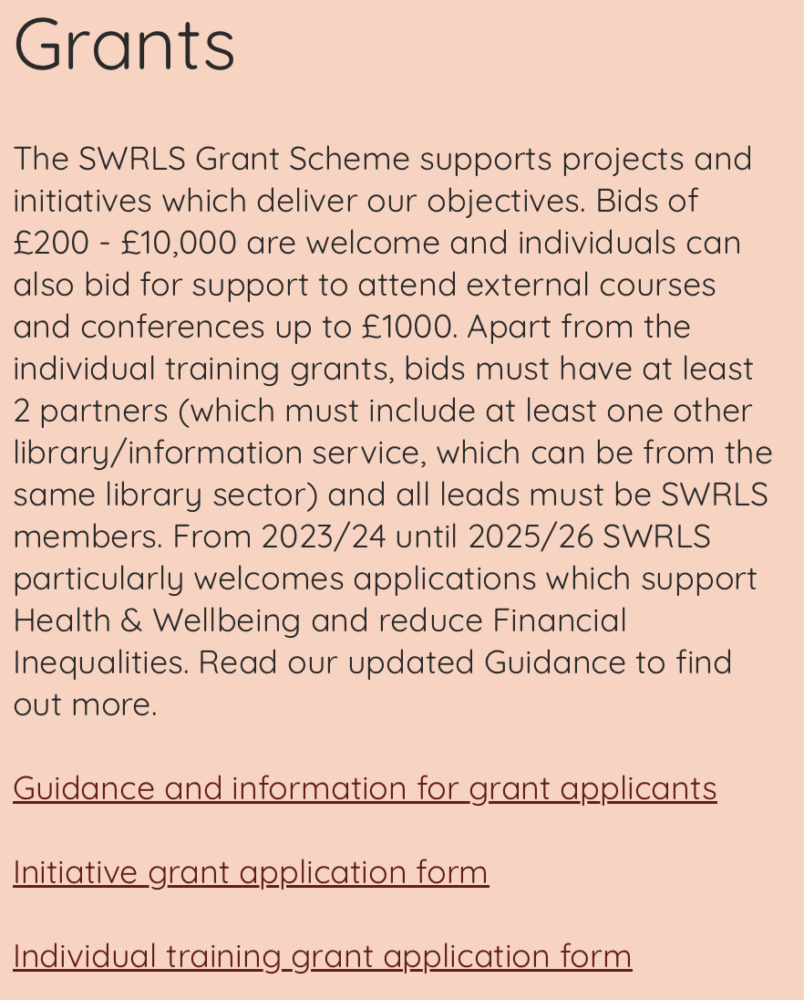 Grants
The SWRLS Grant Scheme supports projects and
initiatives which deliver our objectives. Bids of
£200 - £10,000 are welcome and individuals can
also bid for support to attend external courses
and conferences up to £1000. Apart from the
individual training grants, bids must have at least
2 partners (which must include at least one other
library/information service, which can be from the
same library sector) and all leads must be SWRLS
members. From 2023/24 until 2025/26 SWRLS
particularly welcomes applications which support
Health & Wellbeing and reduce Financial
Inequalities. Read our updated Guidance to find
out more.
Guidance and information for grant applicants
Initiative grant application form
Individual training grant application form